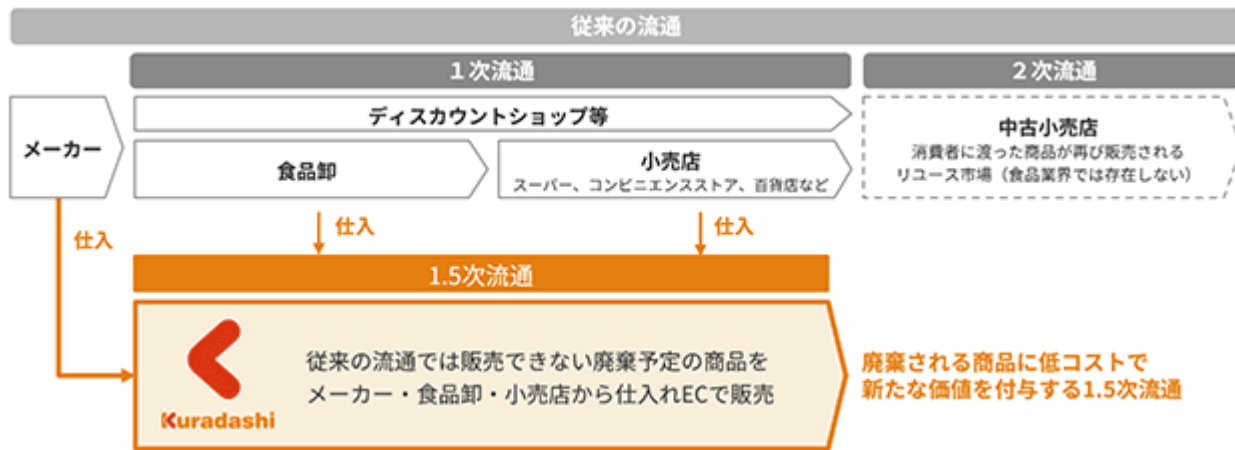 従来の流通
1次流通
2次流通
メーカー
ディスカウントショップ等
食品卸
小売店
スーパー、コンビニエンスストア、百貨店など
中古小売店
消費者に渡った商品が再び販売される
リユース市場（食品業界では存在しない）
仕入
仕入
仕入
1.5次流通
Kuradashi
従来の流通では販売できない廃棄予定の商品を
メーカー・食品卸・小売店から仕入れECで販売
廃棄される商品に低コストで
新たな価値を付与する1.5次流通